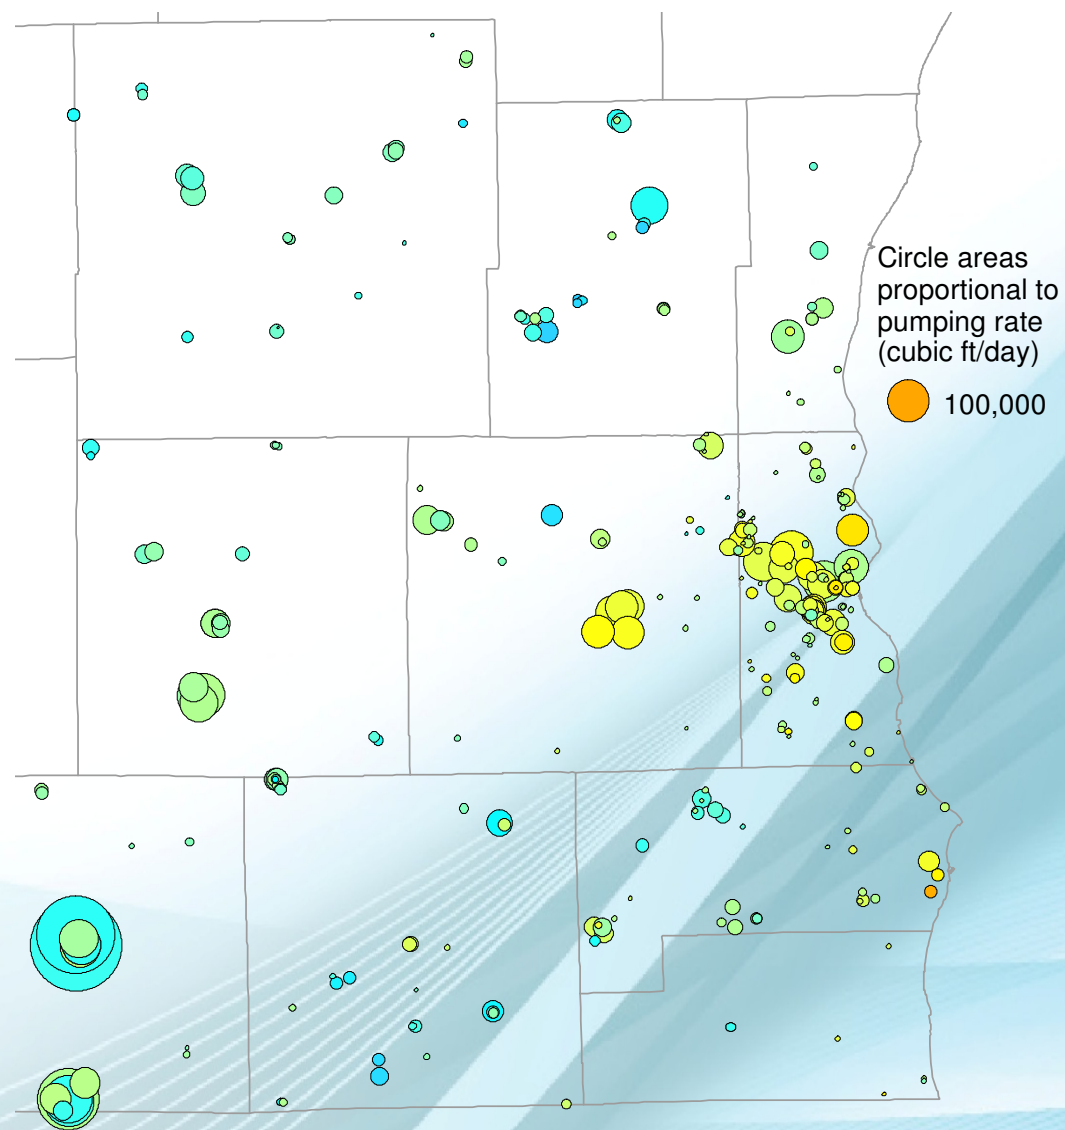 Circle areas
proportional to
pumping rate
(cubic ft/day)
100,000